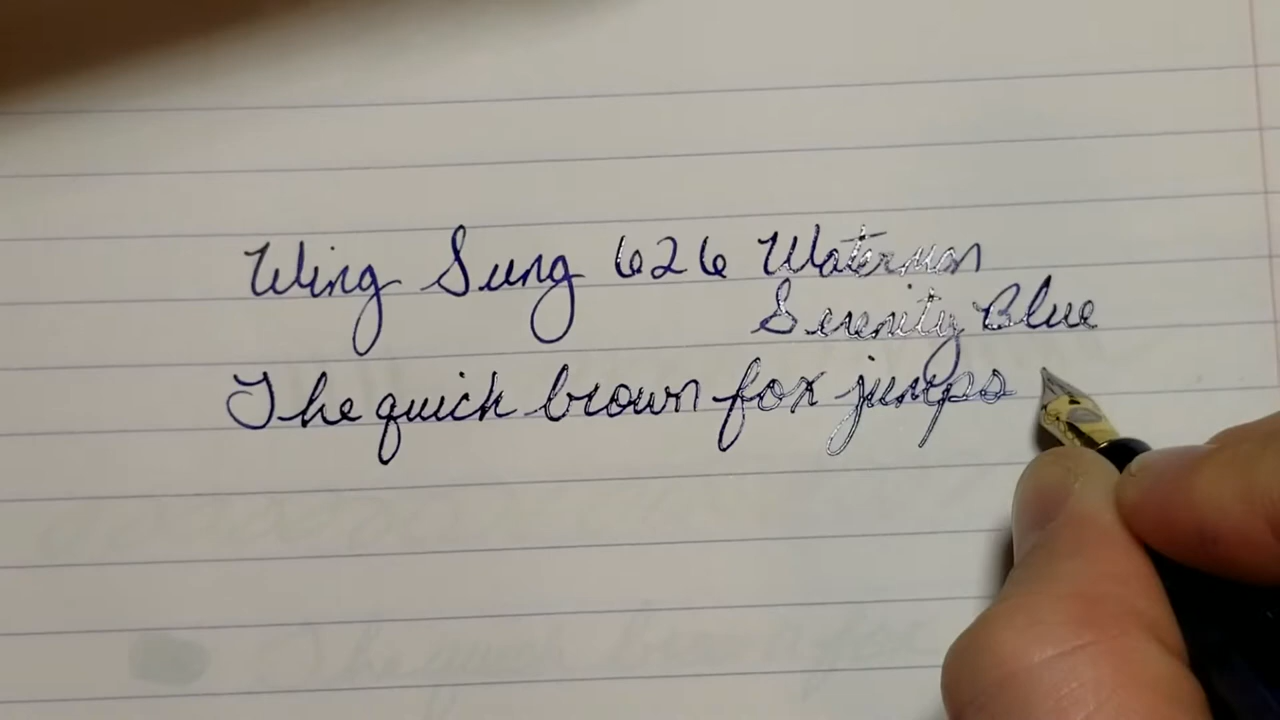 Wing Sung 626 Waterman
Serenity Blue
The quick brown fox jumps